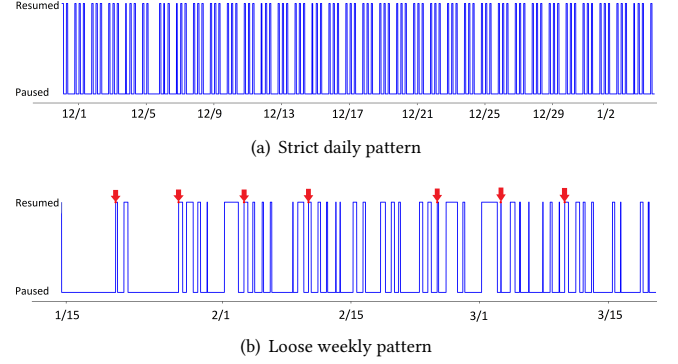 Resumed
Paused
12/1 12/5 12/9 12/13 12/17 12/21 12/25 12/29 1/2
(a) Strict daily pattern
Resumed
Paused
1/15 2/1 2/15 3/1 3/15
(b) Loose weekly pattern